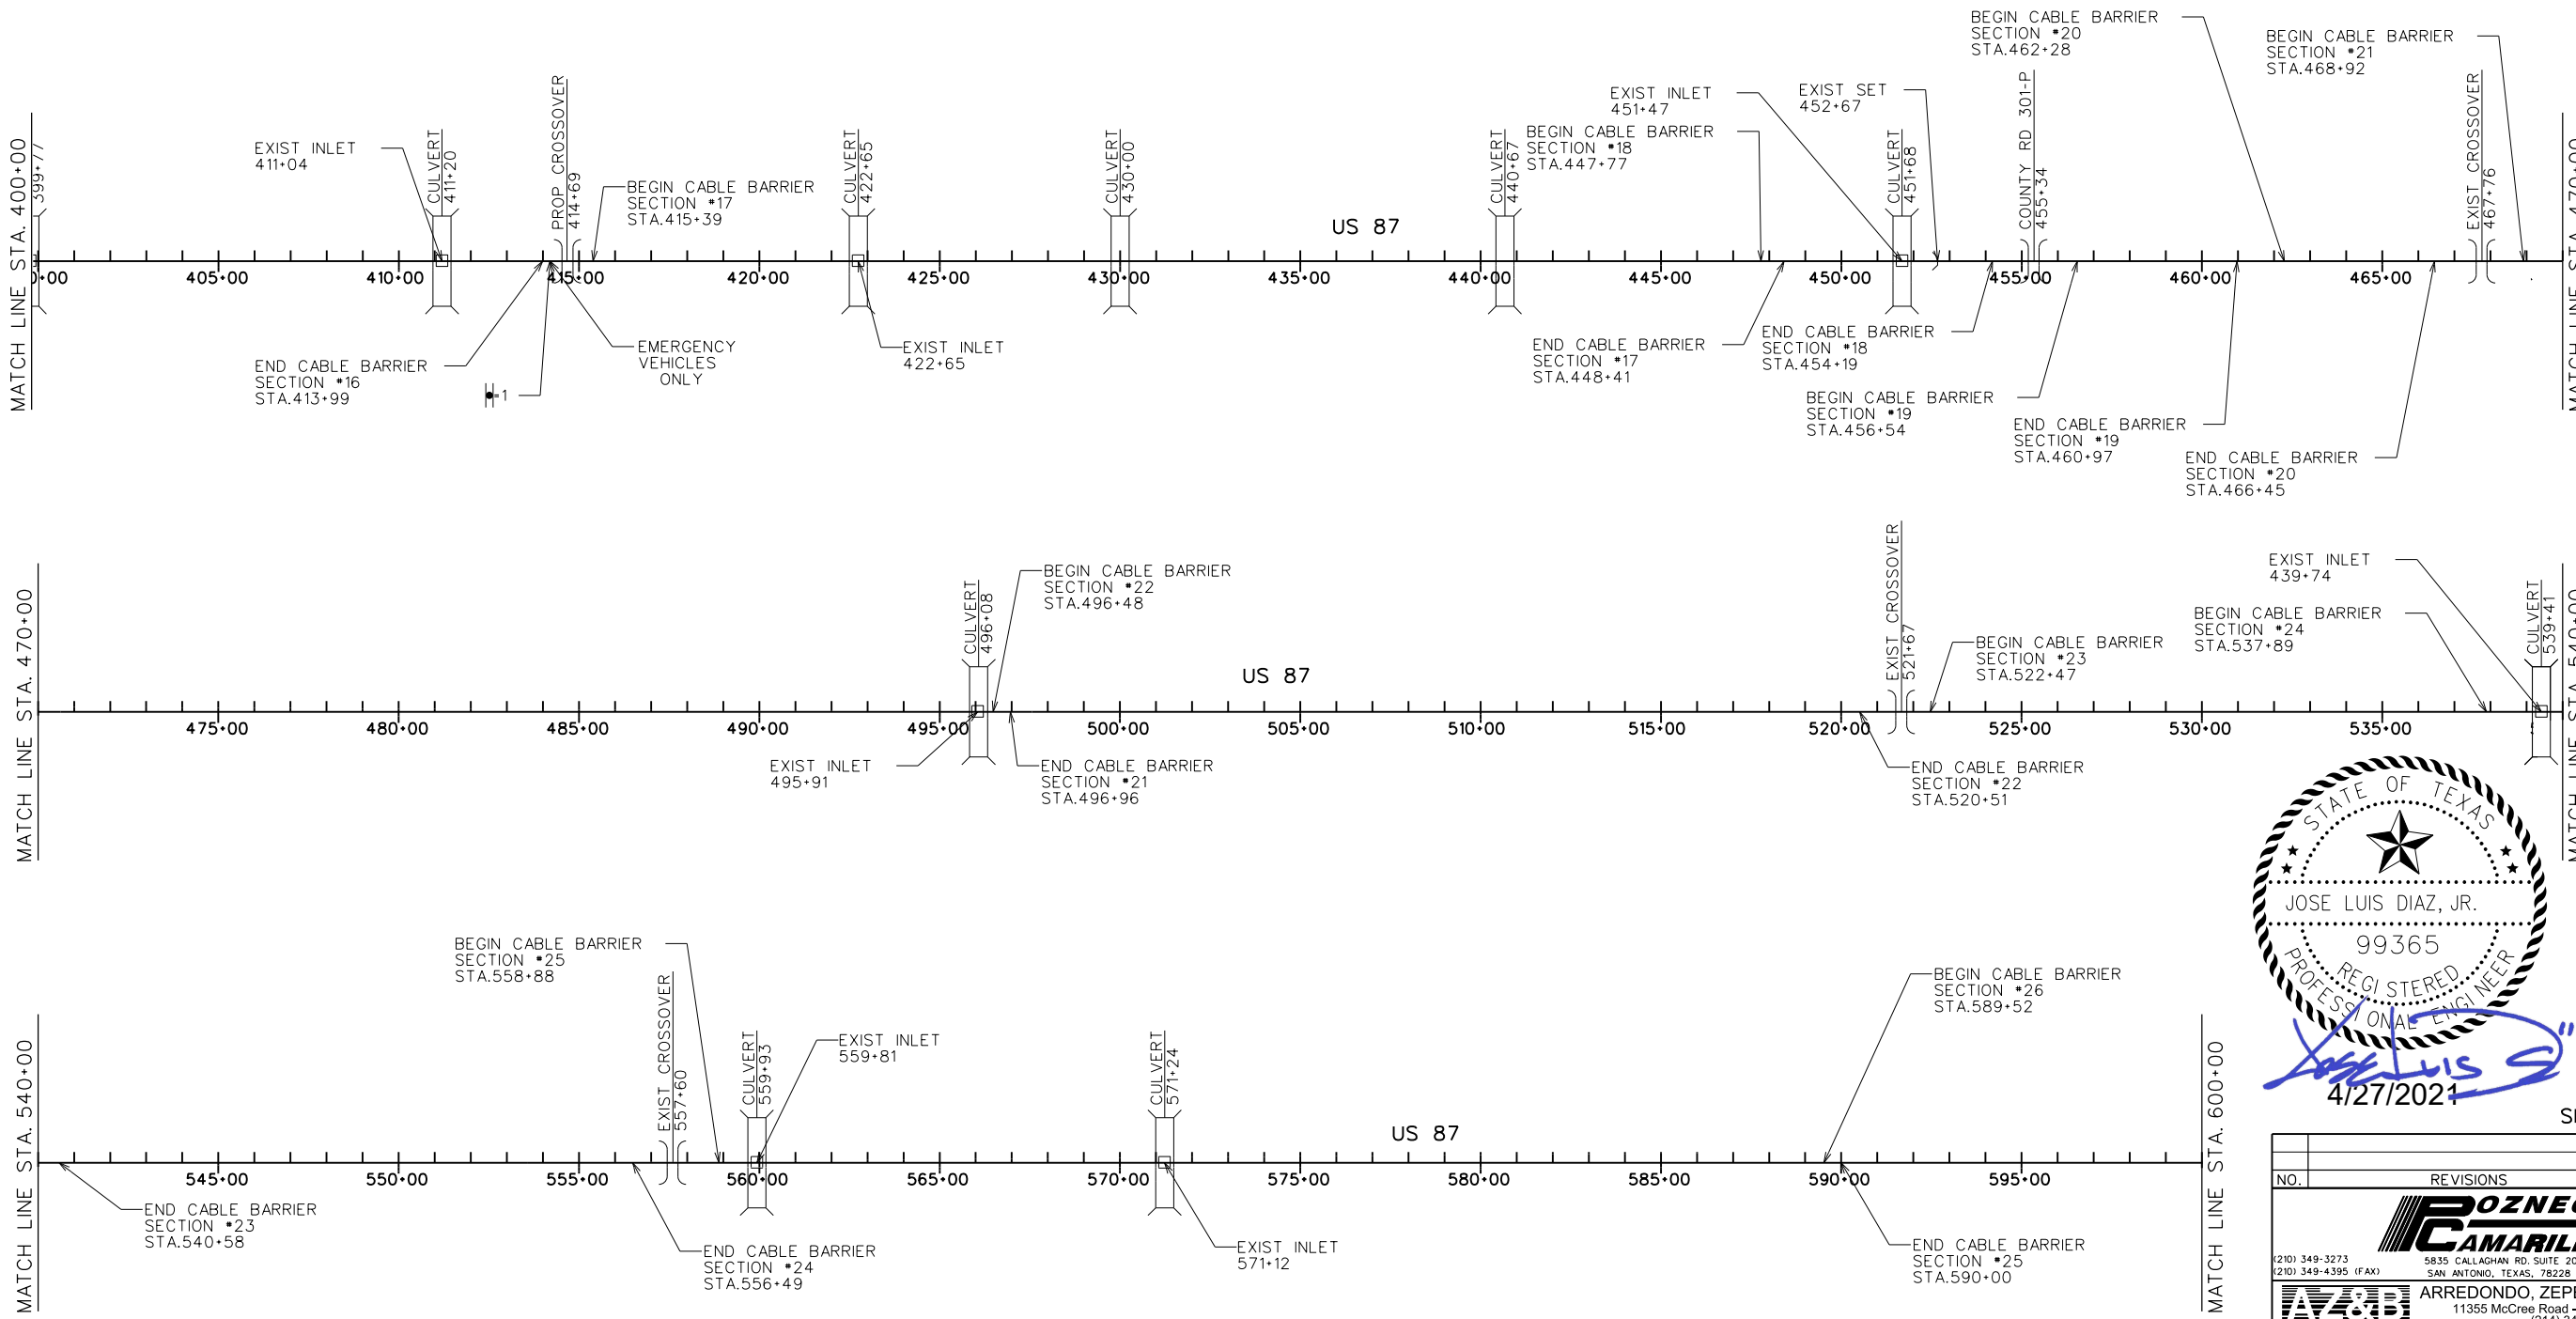 MATCH LINE STA. 400+00
399+77
EXIST INLET
411+04
CULVERT
411+20
PROP CROSSOVER
414+69
BEGIN CABLE BARRIER
SECTION #17
STA.415+39
CULVERT
422+65
CULVERT
430+00
US 87
CULVERT
440+67
BEGIN CABLE BARRIER
SECTION #18
STA.447+77
EXIST INLET
451+47
EXIST SET
452+67
CULVERT
451+68
COUNTY RD 301-P
455+34
BEGIN CABLE BARRIER
SECTION #20
STA.462+28
BEGIN CABLE BARRIER
SECTION #21
STA.468+92
EXIST CROSSOVER
467+76
MATCH LINE STA. 470+00
405+00 410+00 415+00 420+00 425+00 430+00 435+00 440+00 445+00 450+00 455+00 460+00 465+00
END CABLE BARRIER
SECTION #16
STA.413+99
=1
EMERGENCY
VEHICLES
ONLY
EXIST INLET
422+65
END CABLE BARRIER
SECTION #17
STA.448+41
END CABLE BARRIER
SECTION #18
STA.454+19
BEGIN CABLE BARRIER
SECTION #19
STA.456+54
END CABLE BARRIER
SECTION #19
STA.460+97
END CABLE BARRIER
SECTION #20
STA.466+45
MATCH LINE STA. 470+00
CULVERT
496+08
BEGIN CABLE BARRIER
SECTION #22
STA.496+48
US 87
EXIST CROSSOVER
521+67
BEGIN CABLE BARRIER
SECTION #23
STA.522+47
EXIST INLET
439+74
BEGIN CABLE BARRIER
SECTION #24
STA.537+89
CULVERT
539+41
MATCH LINE STA. 540+00
475+00 480+00 485+00 490+00 495+00 500+00 505+00 510+00 515+00 520+00 525+00 530+00 535+00
EXIST INLET
495+91
END CABLE BARRIER
SECTION #21
STA.496+96
END CABLE BARRIER
SECTION #22
STA.520+51
STATE OF TEXAS
JOSE LUIS DIAZ, JR.
99365
REGISTERED
PROFESSIONAL ENGINEER
4/27/2021
MATCH LINE STA. 540+00
BEGIN CABLE BARRIER
SECTION #25
STA.558+88
EXIST CROSSOVER
557+60
CULVERT
559+93
EXIST INLET
559+81
CULVERT
571+24
US 87
BEGIN CABLE BARRIER
SECTION #26
STA.589+52
MATCH LINE STA. 600+00
545+00 550+00 555+00 560+00 565+00 570+00 575+00 580+00 585+00 590+00 595+00
END CABLE BARRIER
SECTION #23
STA.540+58
END CABLE BARRIER
SECTION #24
STA.556+49
EXIST INLET
571+12
END CABLE BARRIER
SECTION #25
STA.590+00
NO. REVISIONS
(210) 349-3273
5835 CALLAGHAN RD. SUITE
(210) 349-4395 (FAX)
SAN ANTONIO, TEXAS, 78228
AZ&B
ARREDONDO,
11355 McCree Road